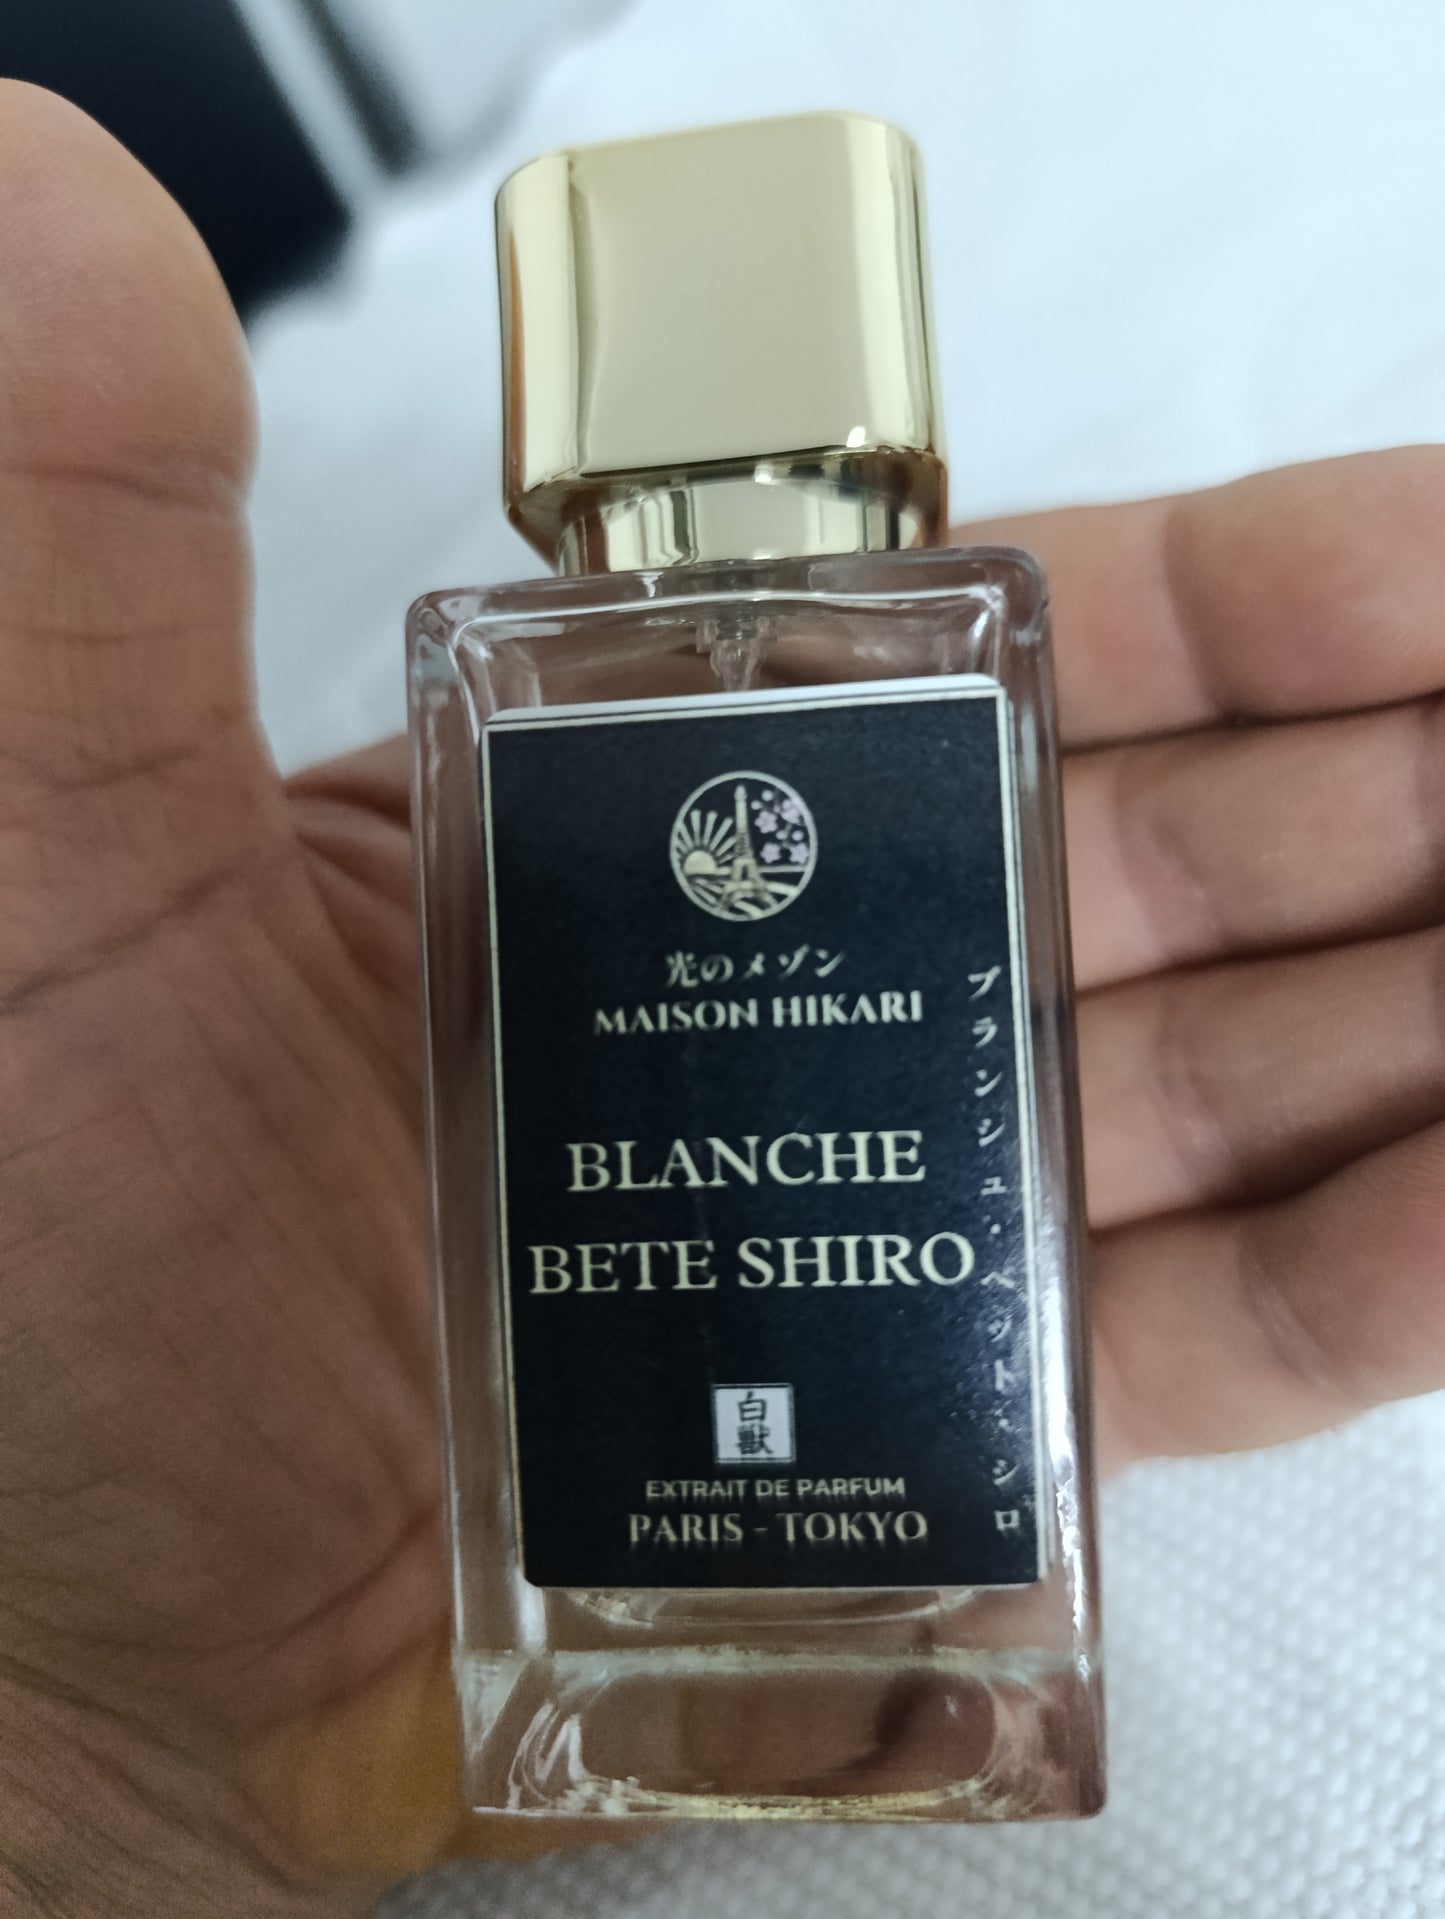 光のメゾン
MAISON HIKARI
BLANCHE
BETE SHIRO
ブランシュ・ベット・シロ
白獣
EXTRAIT DE PARFUM
PARIS - TOKYO